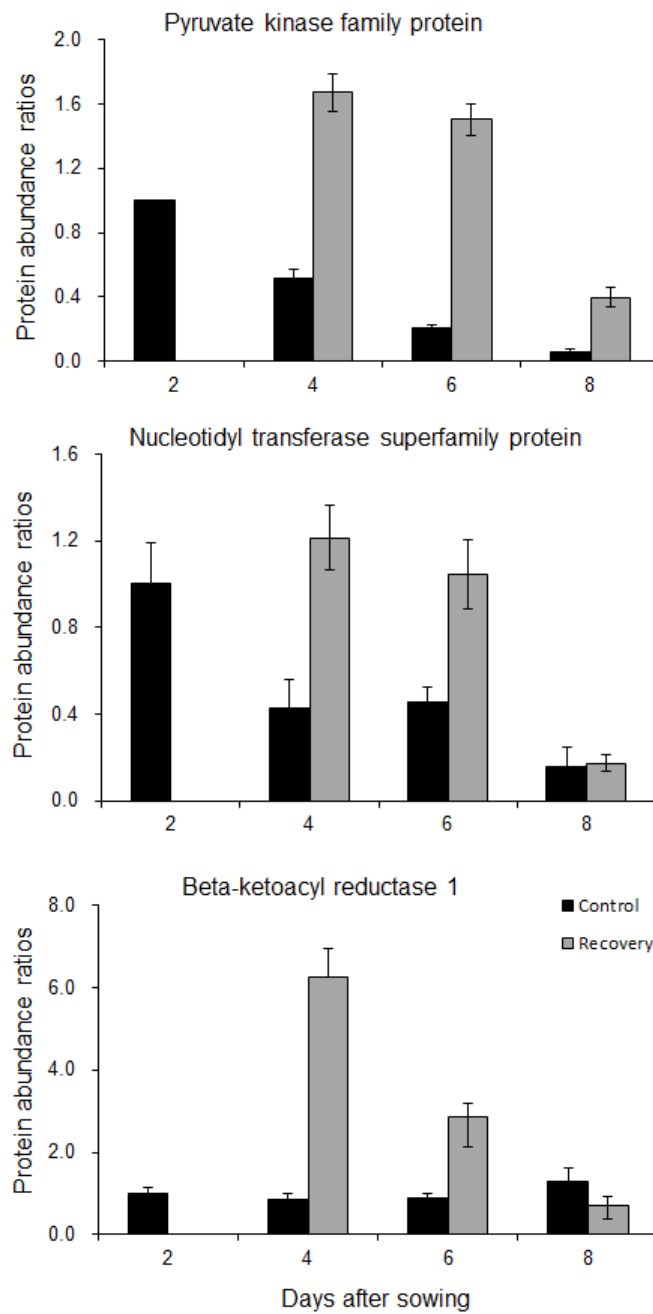 Pyruvate kinase family protein
Protein abundance ratios
2.0
1.6
1.2
0.8
0.4
0.0
2 4 6 8
Nucleotidyl transferase superfamily protein
Protein abundance ratios
1.6
1.2
0.8
0.4
0.0
2 4 6 8
Beta-ketoacyl reductase 1
Protein abundance ratios
8.0
6.0
4.0
2.0
0.0
Control
Recovery
2 4 6 8
Days after sowing